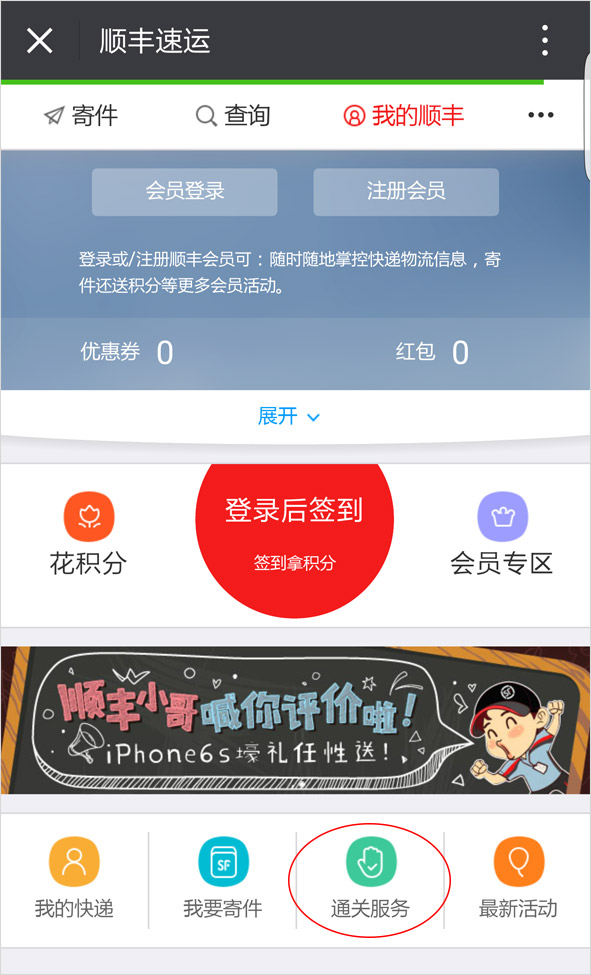 顺丰速运
寄件 查询 我的顺丰
会员登录 注册会员
登录或/注册顺丰会员可：随时随地掌控快递物流信息，寄
件还送积分等更多会员活动。
优惠券 0 红包 0
展开
花积分 登录后签到 会员专区
签到拿积分
顺丰小哥喊你评价啦！
iPhone6s壕礼任性送！
SF
我的快递 我要寄件 通关服务 最新活动